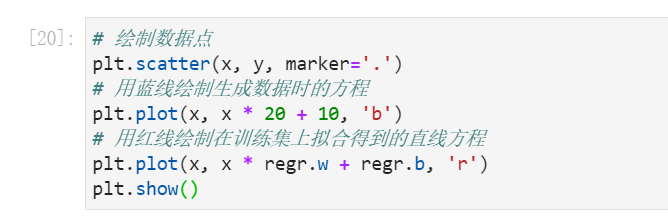 [20]: # 绘制数据点
plt.scatter(x, y, marker='.')
# 用蓝线绘制生成数据时的方程
plt.plot(x, x * 20 + 10, 'b')
# 用红线绘制在训练集上拟合得到的直线方程
plt.plot(x, x * regr.w + regr.b, 'r')
plt.show()